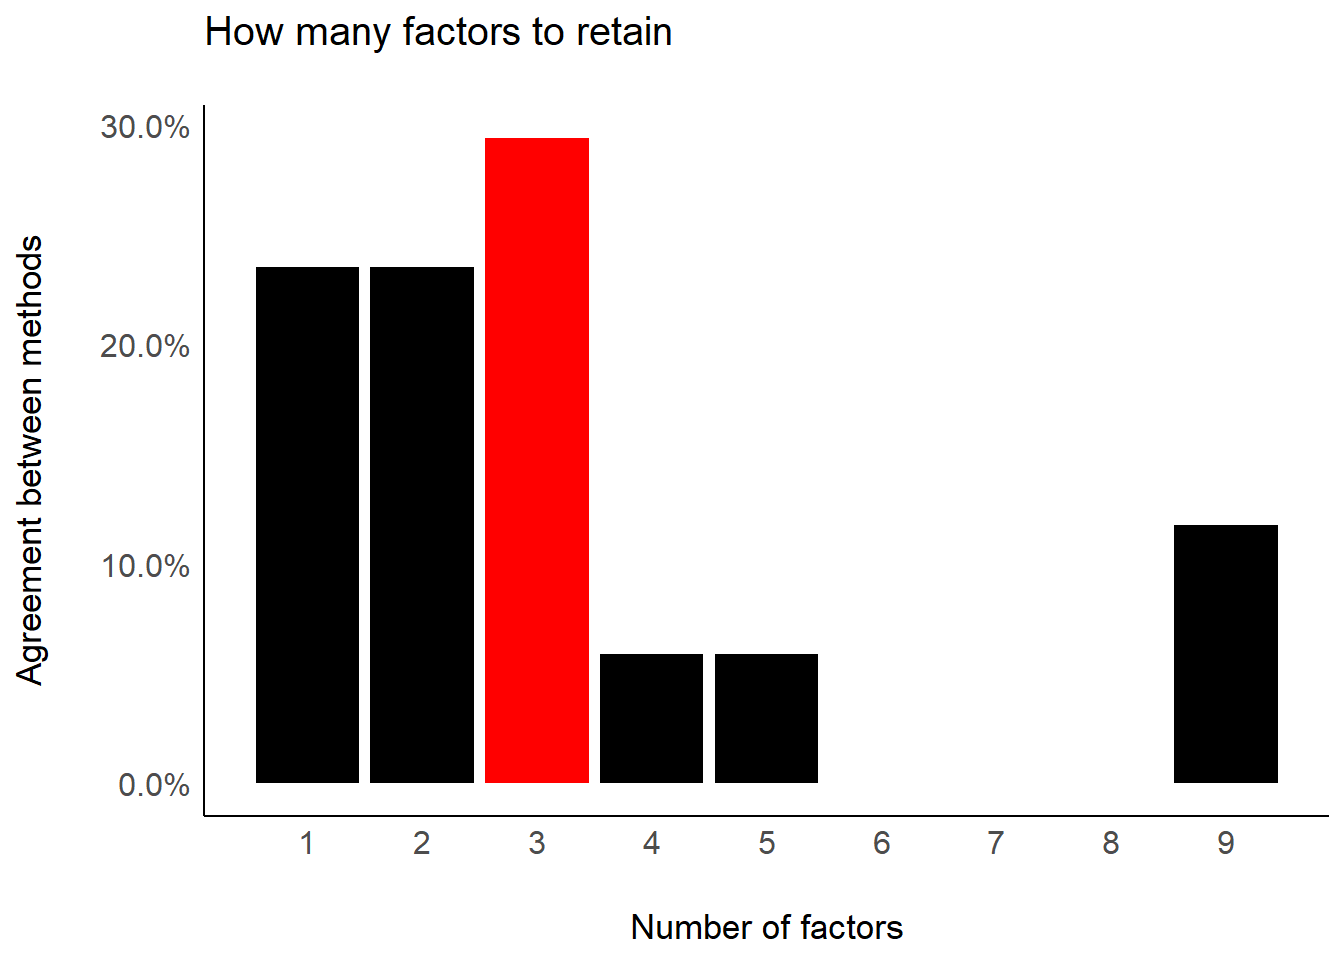 How many factors to retain
30.0%
20.0%
10.0%
0.0%
Agreement between methods
1 2 3 4 5 6 7 8 9
Number of factors